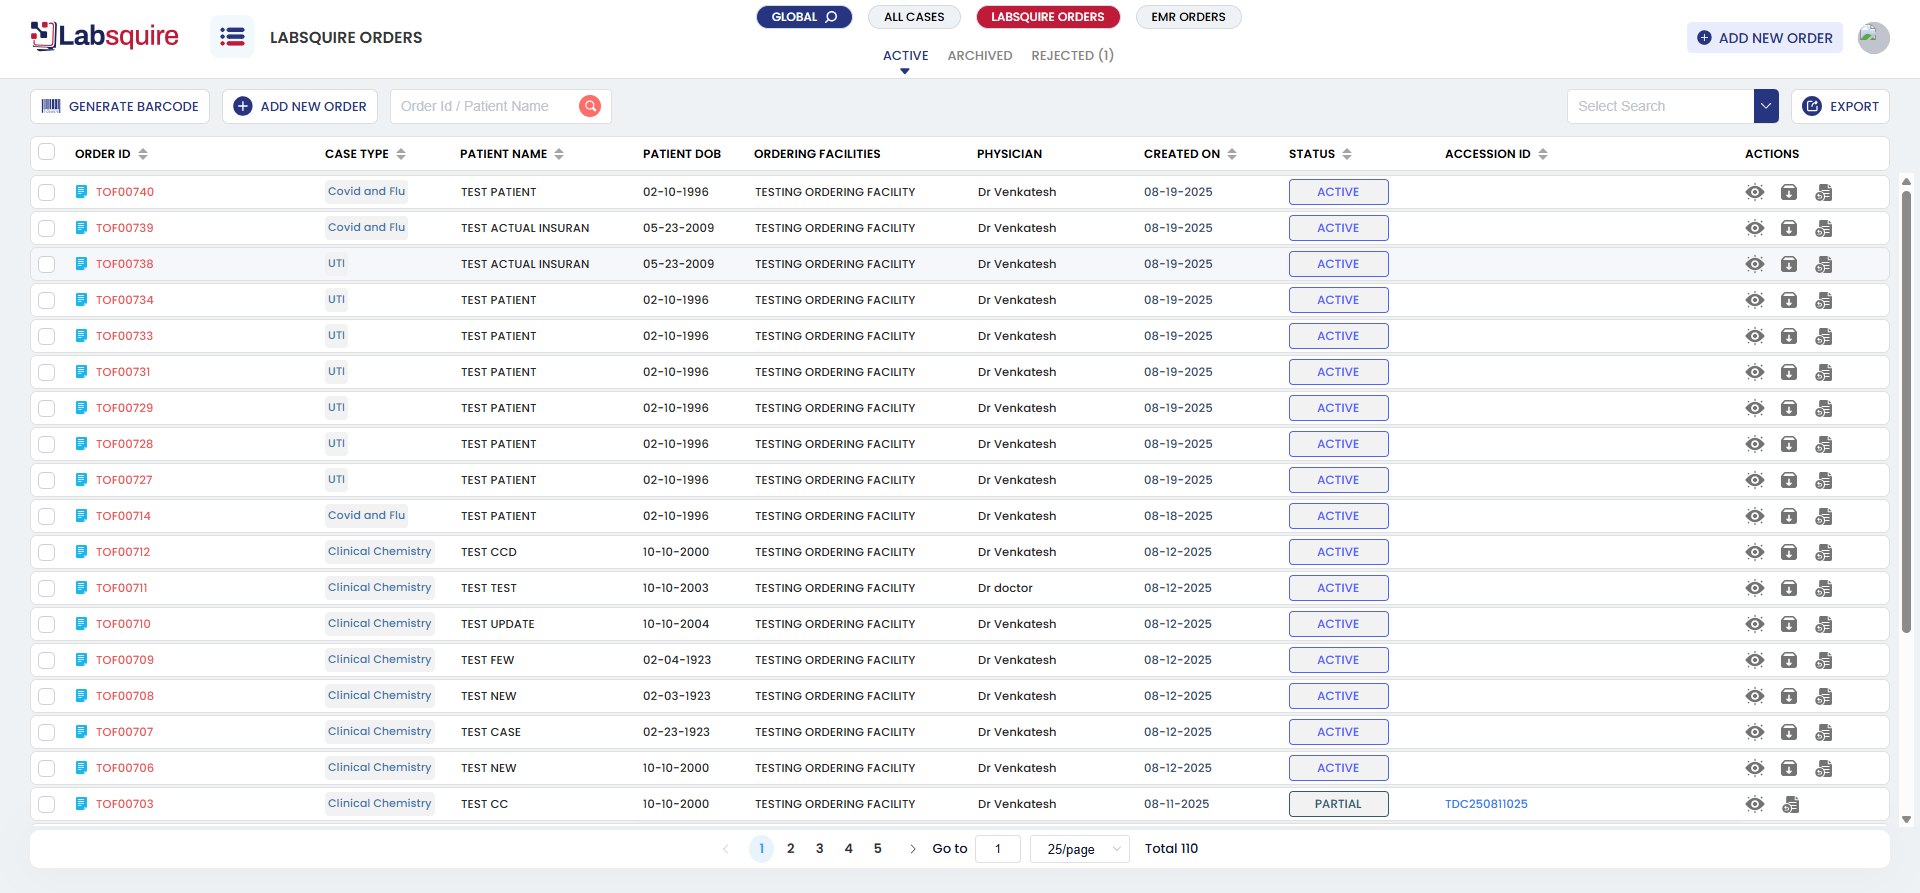 Labsquire LABSQUIRE ORDERS GLOBAL ALL CASES LABSQUIRE ORDERS EMR ORDERS ADD NEW ORDER
ACTIVE ARCHIVED REJECTED (1)
GENERATE BARCODE ADD NEW ORDER Order Id / Patient Name Select Search EXPORT
ORDER ID CASE TYPE PATIENT NAME PATIENT DOB ORDERING FACILITIES PHYSICIAN CREATED ON STATUS ACCESSION ID ACTIONS
TOF00740 Covid and Flu TEST PATIENT 02-10-1996 TESTING ORDERING FACILITY Dr Venkatesh 08-19-2025 ACTIVE
TOF00739 Covid and Flu TEST ACTUAL INSURAN 05-23-2009 TESTING ORDERING FACILITY Dr Venkatesh 08-19-2025 ACTIVE
TOF00738 UTI TEST ACTUAL INSURAN 05-23-2009 TESTING ORDERING FACILITY Dr Venkatesh 08-19-2025 ACTIVE
TOF00734 UTI TEST PATIENT 02-10-1996 TESTING ORDERING FACILITY Dr Venkatesh 08-19-2025 ACTIVE
TOF00733 UTI TEST PATIENT 02-10-1996 TESTING ORDERING FACILITY Dr Venkatesh 08-19-2025 ACTIVE
TOF00731 UTI TEST PATIENT 02-10-1996 TESTING ORDERING FACILITY Dr Venkatesh 08-19-2025 ACTIVE
TOF00729 UTI TEST PATIENT 02-10-1996 TESTING ORDERING FACILITY Dr Venkatesh 08-19-2025 ACTIVE
TOF00728 UTI TEST PATIENT 02-10-1996 TESTING ORDERING FACILITY Dr Venkatesh 08-19-2025 ACTIVE
TOF00727 UTI TEST PATIENT 02-10-1996 TESTING ORDERING FACILITY Dr Venkatesh 08-19-2025 ACTIVE
TOF00714 Covid and Flu TEST PATIENT 02-10-1996 TESTING ORDERING FACILITY Dr Venkatesh 08-18-2025 ACTIVE
TOF00712 Clinical Chemistry TEST CCD 10-10-2000 TESTING ORDERING FACILITY Dr Venkatesh 08-12-2025 ACTIVE
TOF00711 Clinical Chemistry TEST TEST 10-10-2003 TESTING ORDERING FACILITY Dr doctor 08-12-2025 ACTIVE
TOF00710 Clinical Chemistry TEST UPDATE 10-10-2004 TESTING ORDERING FACILITY Dr Venkatesh 08-12-2025 ACTIVE
TOF00709 Clinical Chemistry TEST FEW 02-04-1923 TESTING ORDERING FACILITY Dr Venkatesh 08-12-2025 ACTIVE
TOF00708 Clinical Chemistry TEST NEW 02-03-1923 TESTING ORDERING FACILITY Dr Venkatesh 08-12-2025 ACTIVE
TOF00707 Clinical Chemistry TEST CASE 02-23-1923 TESTING ORDERING FACILITY Dr Venkatesh 08-12-2025 ACTIVE
TOF00706 Clinical Chemistry TEST NEW 10-10-2000 TESTING ORDERING FACILITY Dr Venkatesh 08-12-2025 ACTIVE
TOF00703 Clinical Chemistry TEST CC 10-10-2000 TESTING ORDERING FACILITY Dr Venkatesh 08-11-2025 PARTIAL TDC250811025
1 2 3 4 5 Go to 1 25/page Total 110